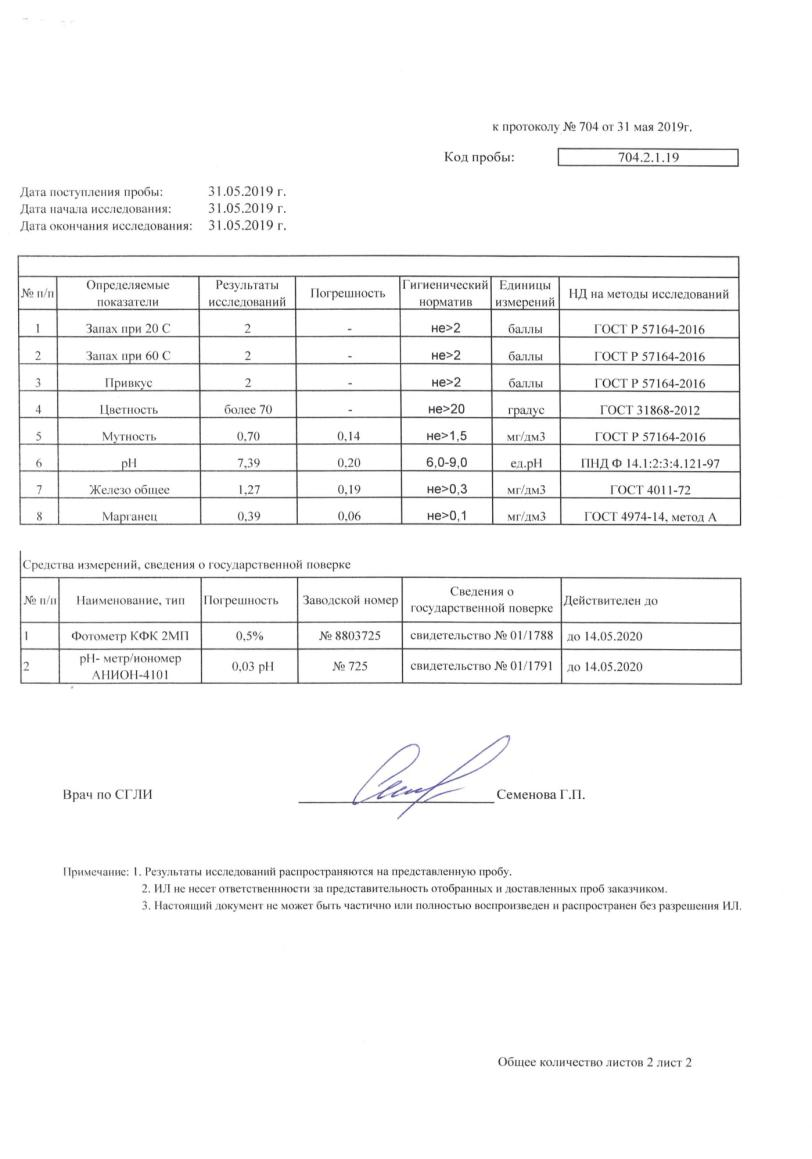 к протоколу № 704 от 31 мая 2019г.
Код пробы: 704.2.1.19
Дата поступления пробы: 31.05.2019 г.
Дата начала исследования: 31.05.2019 г.
Дата окончания исследования: 31.05.2019 г.
№ п/п Определяемые показатели Результаты исследований Погрешность Гигиенический норматив Единицы измерений НД на методы исследований
1 Запах при 20 С 2 - не>2 баллы ГОСТ Р 57164-2016
2 Запах при 60 С 2 - не>2 баллы ГОСТ Р 57164-2016
3 Привкус 2 - не>2 баллы ГОСТ Р 57164-2016
4 Цветность более 70 - не>20 градус ГОСТ 31868-2012
5 Мутность 0,70 0,14 не>1,5 мг/дм3 ГОСТ Р 57164-2016
6 pH 7,39 0,20 6,0-9,0 ед.pH ПНД Ф 14.1:2:3:4.121-97
7 Железо общее 1,27 0,19 не>0,3 мг/дм3 ГОСТ 4011-72
8 Марганец 0,39 0,06 не>0,1 мг/дм3 ГОСТ 4974-14, метод А
Средства измерений, сведения о государственной поверке
№ п/п Наименование, тип Погрешность Заводской номер Сведения о государственной поверке Действителен до
1 Фотометр КФК 2МП 0,5% № 8803725 свидетельство № 01/1788 до 14.05.2020
2 pH- метр/иономер АНИОН-4101 0,03 pH № 725 свидетельство № 01/1791 до 14.05.2020
Врач по СГЛИ Семенова Г.П.
Примечание: 1. Результаты исследований распространяются на представленную пробу.
2. ИЛ не несет ответственнности за представительность отобранных и доставленных проб заказчиком.
3. Настоящий документ не может быть частично или полностью воспроизведен и распространен без разрешения ИЛ.
Общее количество листов 2 лист 2